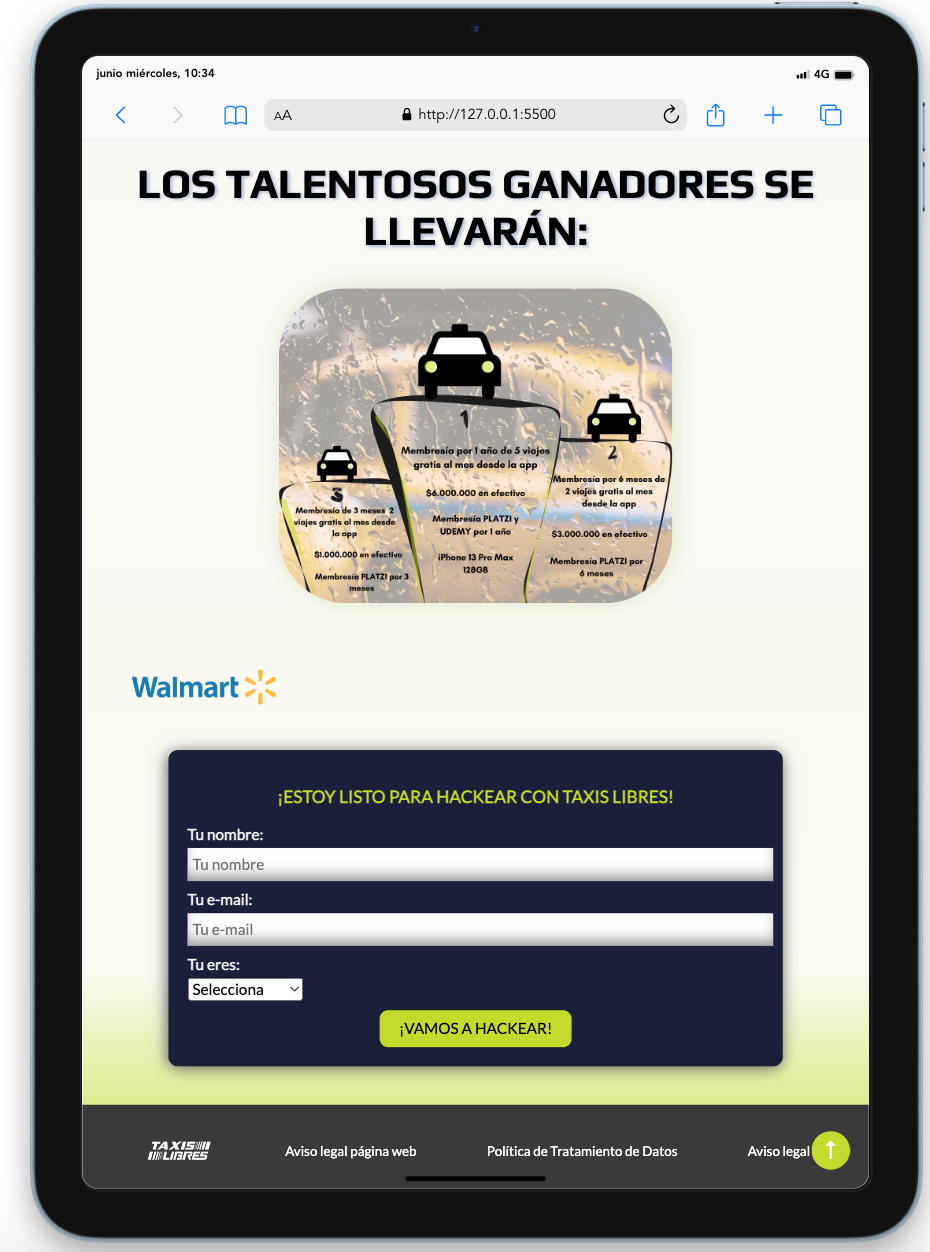 junio miércoles, 10:34
4G
AA
http://127.0.0.1:5500
LOS TALENTOSOS GANADORES SE
LLEVARÁN:
1
Membresía por 1 año de 5 viajes
gratis al mes desde la app
$6.000.000 en efectivo
Membresía PLATZI y
UDEMY por 1 año
iPhone 13 Pro Max
128GB
2
Membresía por 6 meses de
2 viajes gratis al mes
desde la app
$3.000.000 en efectivo
Membresía PLATZI por
6 meses
3
Membresía de 3 meses 2
viajes gratis al mes desde
la app
$1.000.000 en efectivo
Membresía PLATZI por 3
meses
Walmart
¡ESTOY LISTO PARA HACKEAR CON TAXIS LIBRES!
Tu nombre:
Tu nombre
Tu e-mail:
Tu e-mail
Tu eres:
Selecciona
¡VAMOS A HACKEAR!
TAXIS
LIBRES
Aviso legal página web
Política de Tratamiento de Datos
Aviso legal